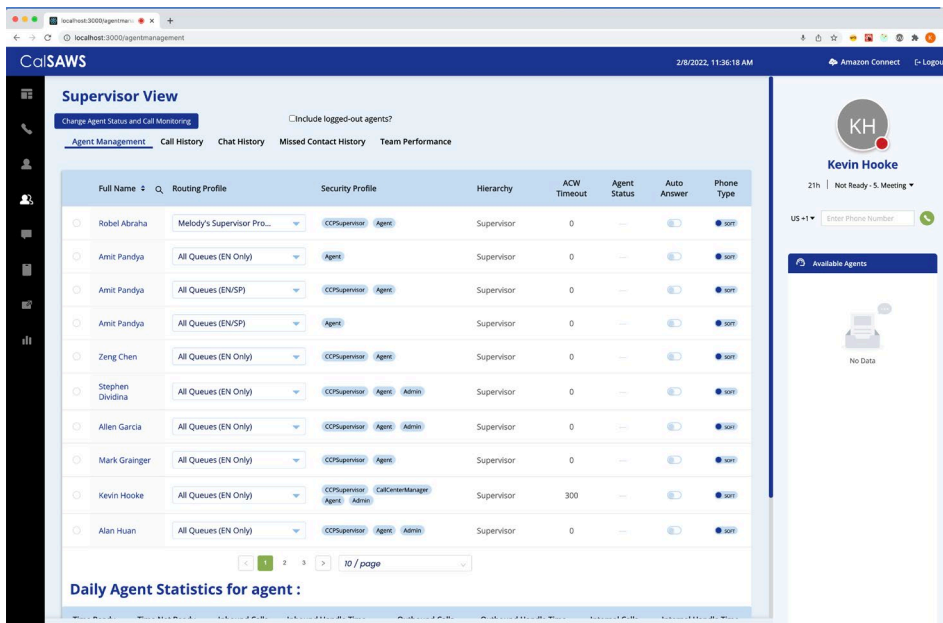 localhost:3000/agentman
localhost:3000/agentmanagement
CalSAWS
2/8/2022, 11:36:18 AM
Amazon Connect
Logou
Supervisor View
Change Agent Status and Call Monitoring
Include logged-out agents?
Agent Management Call History Chat History Missed Contact History Team Performance
Full Name Routing Profile Security Profile Hierarchy ACW Timeout Agent Status Auto Answer Phone Type
Robel Abraha Melody's Supervisor Pro... CCPSupervisor Agent Supervisor 0 SOFT
Amit Pandya All Queues (EN Only) Agent Supervisor 0 SOFT
Amit Pandya All Queues (EN/SP) CCPSupervisor Agent Supervisor 0 SOFT
Amit Pandya All Queues (EN/SP) Agent Supervisor 0 SOFT
Zeng Chen All Queues (EN Only) CCPSupervisor Agent Supervisor 0 SOFT
Stephen Dividina All Queues (EN Only) CCPSupervisor Agent Admin Supervisor 0 SOFT
Allen Garcia All Queues (EN Only) CCPSupervisor Agent Admin Supervisor 0 SOFT
Mark Grainger All Queues (EN Only) CCPSupervisor Agent Supervisor 0 SOFT
Kevin Hooke All Queues (EN Only) CCPSupervisor CallCenterManager Agent Admin Supervisor 300 SOFT
Alan Huan All Queues (EN Only) CCPSupervisor Agent Admin Supervisor 0 SOFT
1 2 3 10 / page
Daily Agent Statistics for agent :
KH
Kevin Hooke
21h Not Ready - 5. Meeting
US +1 Enter Phone Number
Available Agents
No Data